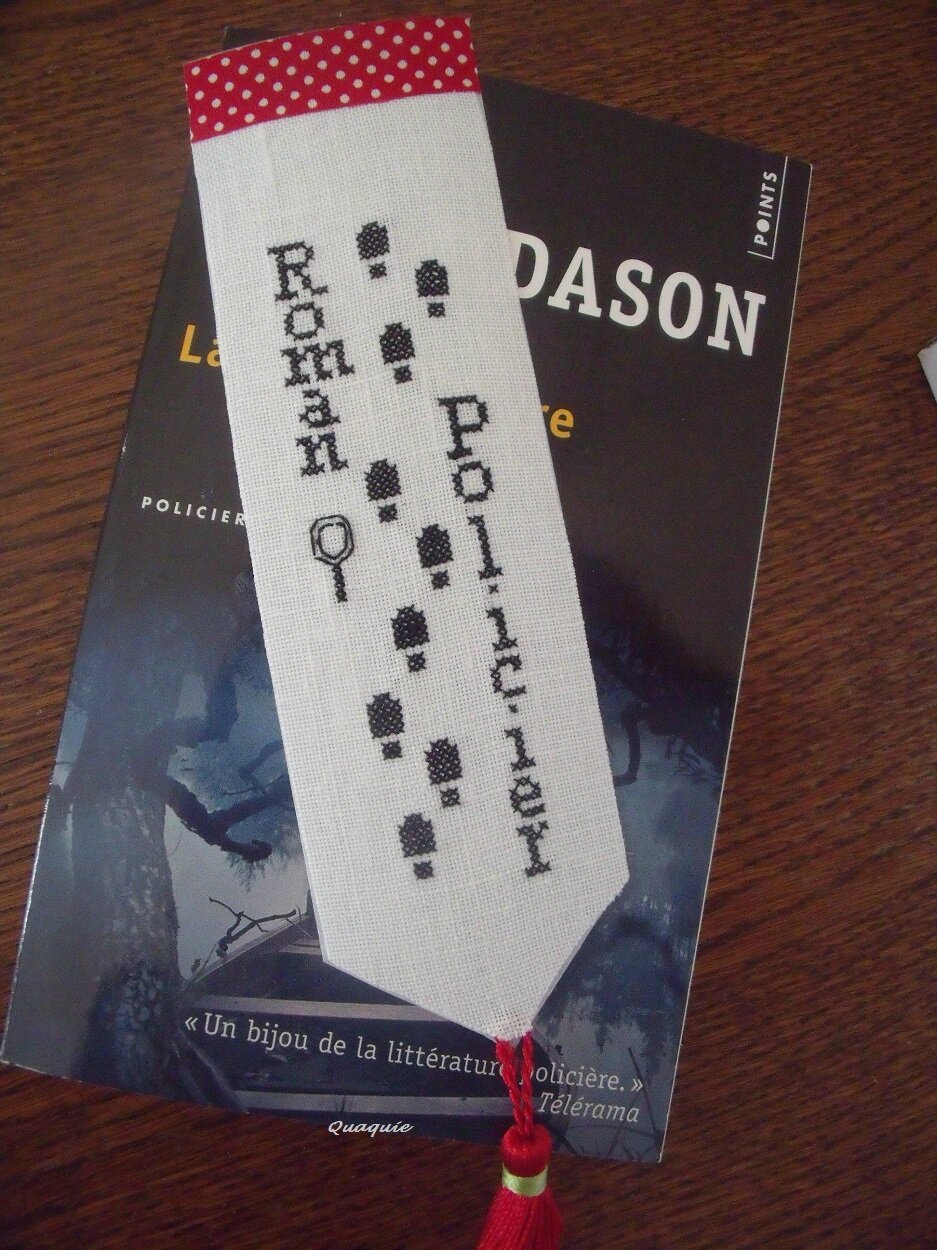 POINTS
DASON
La
re
POLICIER
Roman
Policier
« Un bijou de la littérature policière. »
Télérama
Quaquie